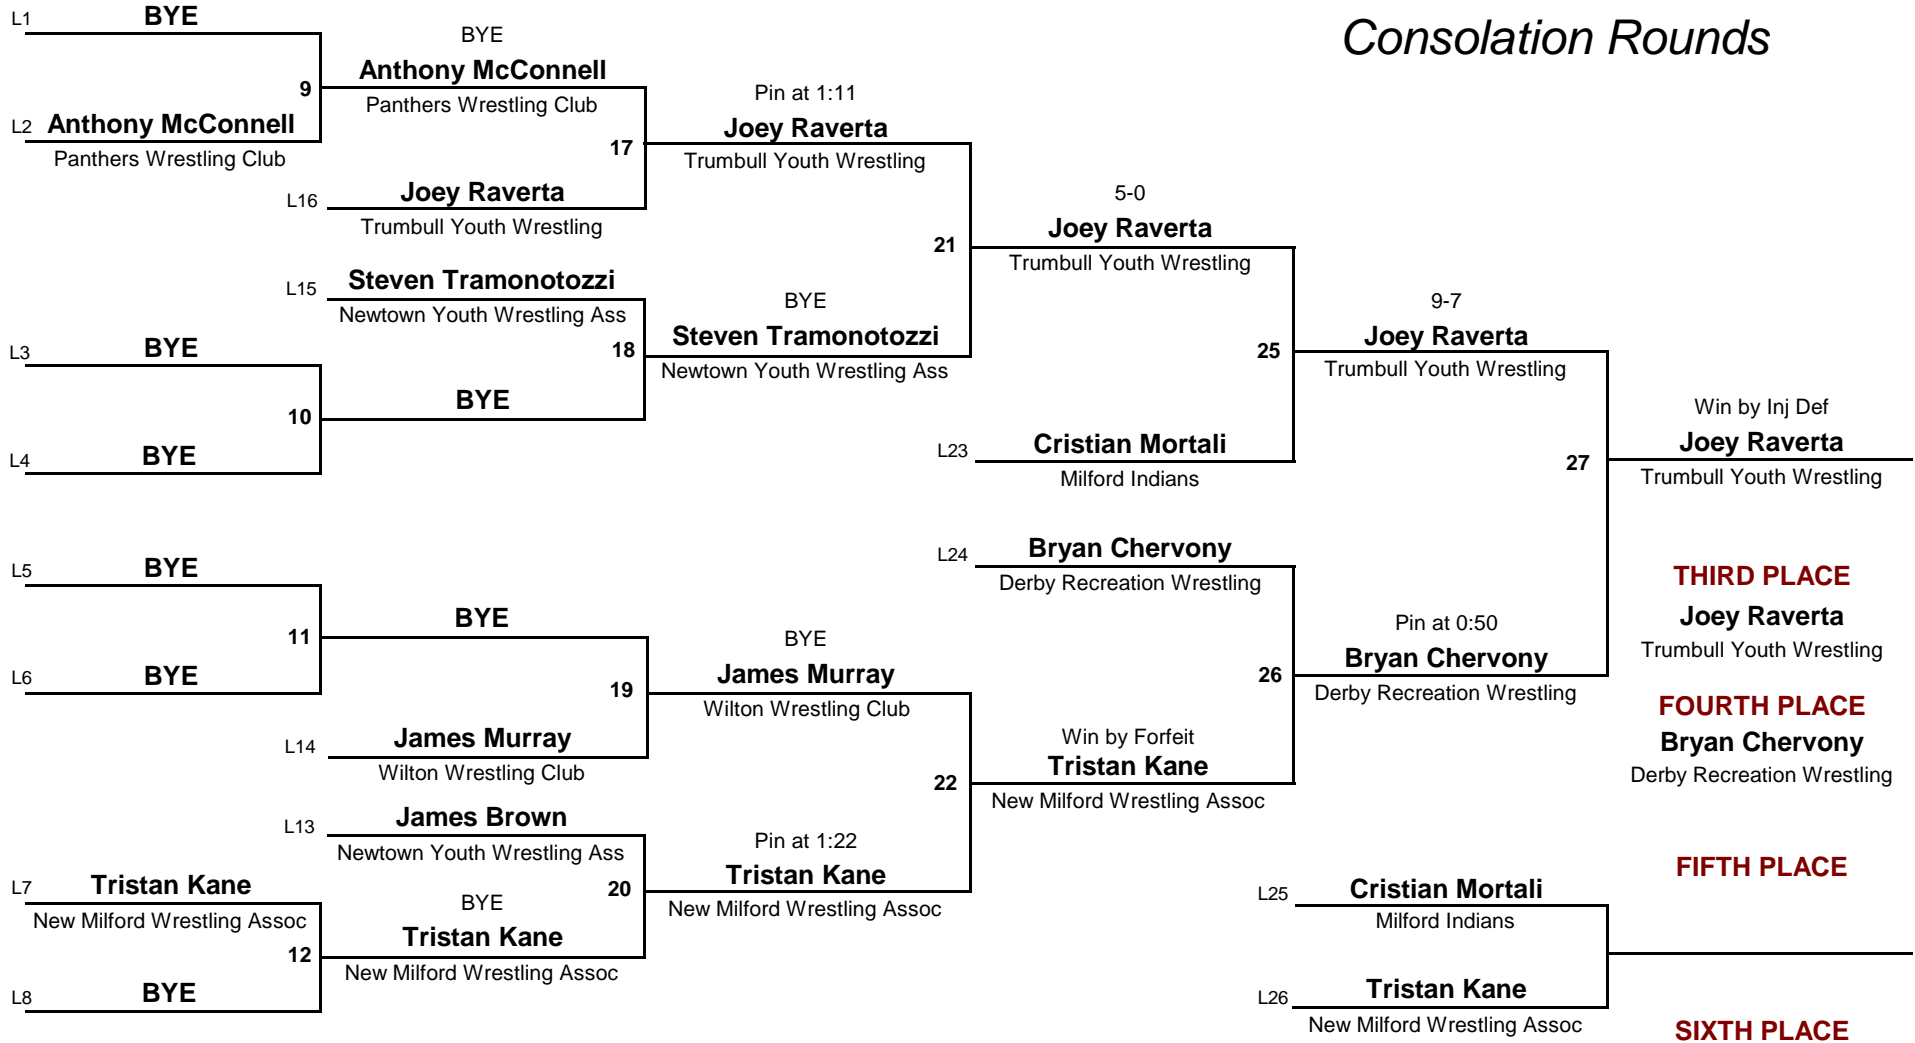 Consolation Rounds
L1 BYE
L2 Anthony McConnell
Panthers Wrestling Club
9
BYE
Anthony McConnell
Panthers Wrestling Club
L16 Joey Raverta
Trumbull Youth Wrestling
17
Pin at 1:11
Joey Raverta
Trumbull Youth Wrestling
L15 Steven Tramonotozzi
Newtown Youth Wrestling Ass
L3 BYE
L4 BYE
10
BYE
18
BYE
Steven Tramonotozzi
Newtown Youth Wrestling Ass
21
5-0
Joey Raverta
Trumbull Youth Wrestling
L23 Cristian Mortali
Milford Indians
25
9-7
Joey Raverta
Trumbull Youth Wrestling
L5 BYE
L6 BYE
11
BYE
L14 James Murray
Wilton Wrestling Club
19
BYE
James Murray
Wilton Wrestling Club
L13 James Brown
Newtown Youth Wrestling Ass
L7 Tristan Kane
New Milford Wrestling Assoc
L8 BYE
12
BYE
Tristan Kane
New Milford Wrestling Assoc
20
Pin at 1:22
Tristan Kane
New Milford Wrestling Assoc
22
Win by Forfeit
Tristan Kane
New Milford Wrestling Assoc
L24 Bryan Chervony
Derby Recreation Wrestling
26
Pin at 0:50
Bryan Chervony
Derby Recreation Wrestling
27
Win by Inj Def
Joey Raverta
Trumbull Youth Wrestling
THIRD PLACE
Joey Raverta
Trumbull Youth Wrestling
FOURTH PLACE
Bryan Chervony
Derby Recreation Wrestling
L25 Cristian Mortali
Milford Indians
L26 Tristan Kane
New Milford Wrestling Assoc
FIFTH PLACE
SIXTH PLACE